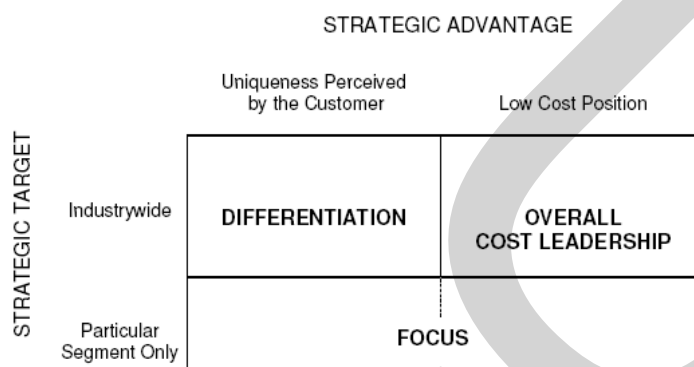 STRATEGIC ADVANTAGE
Uniqueness Perceived
by the Customer
Low Cost Position
STRATEGIC TARGET
Industrywide
DIFFERENTIATION
OVERALL
COST LEADERSHIP
Particular
Segment Only
FOCUS